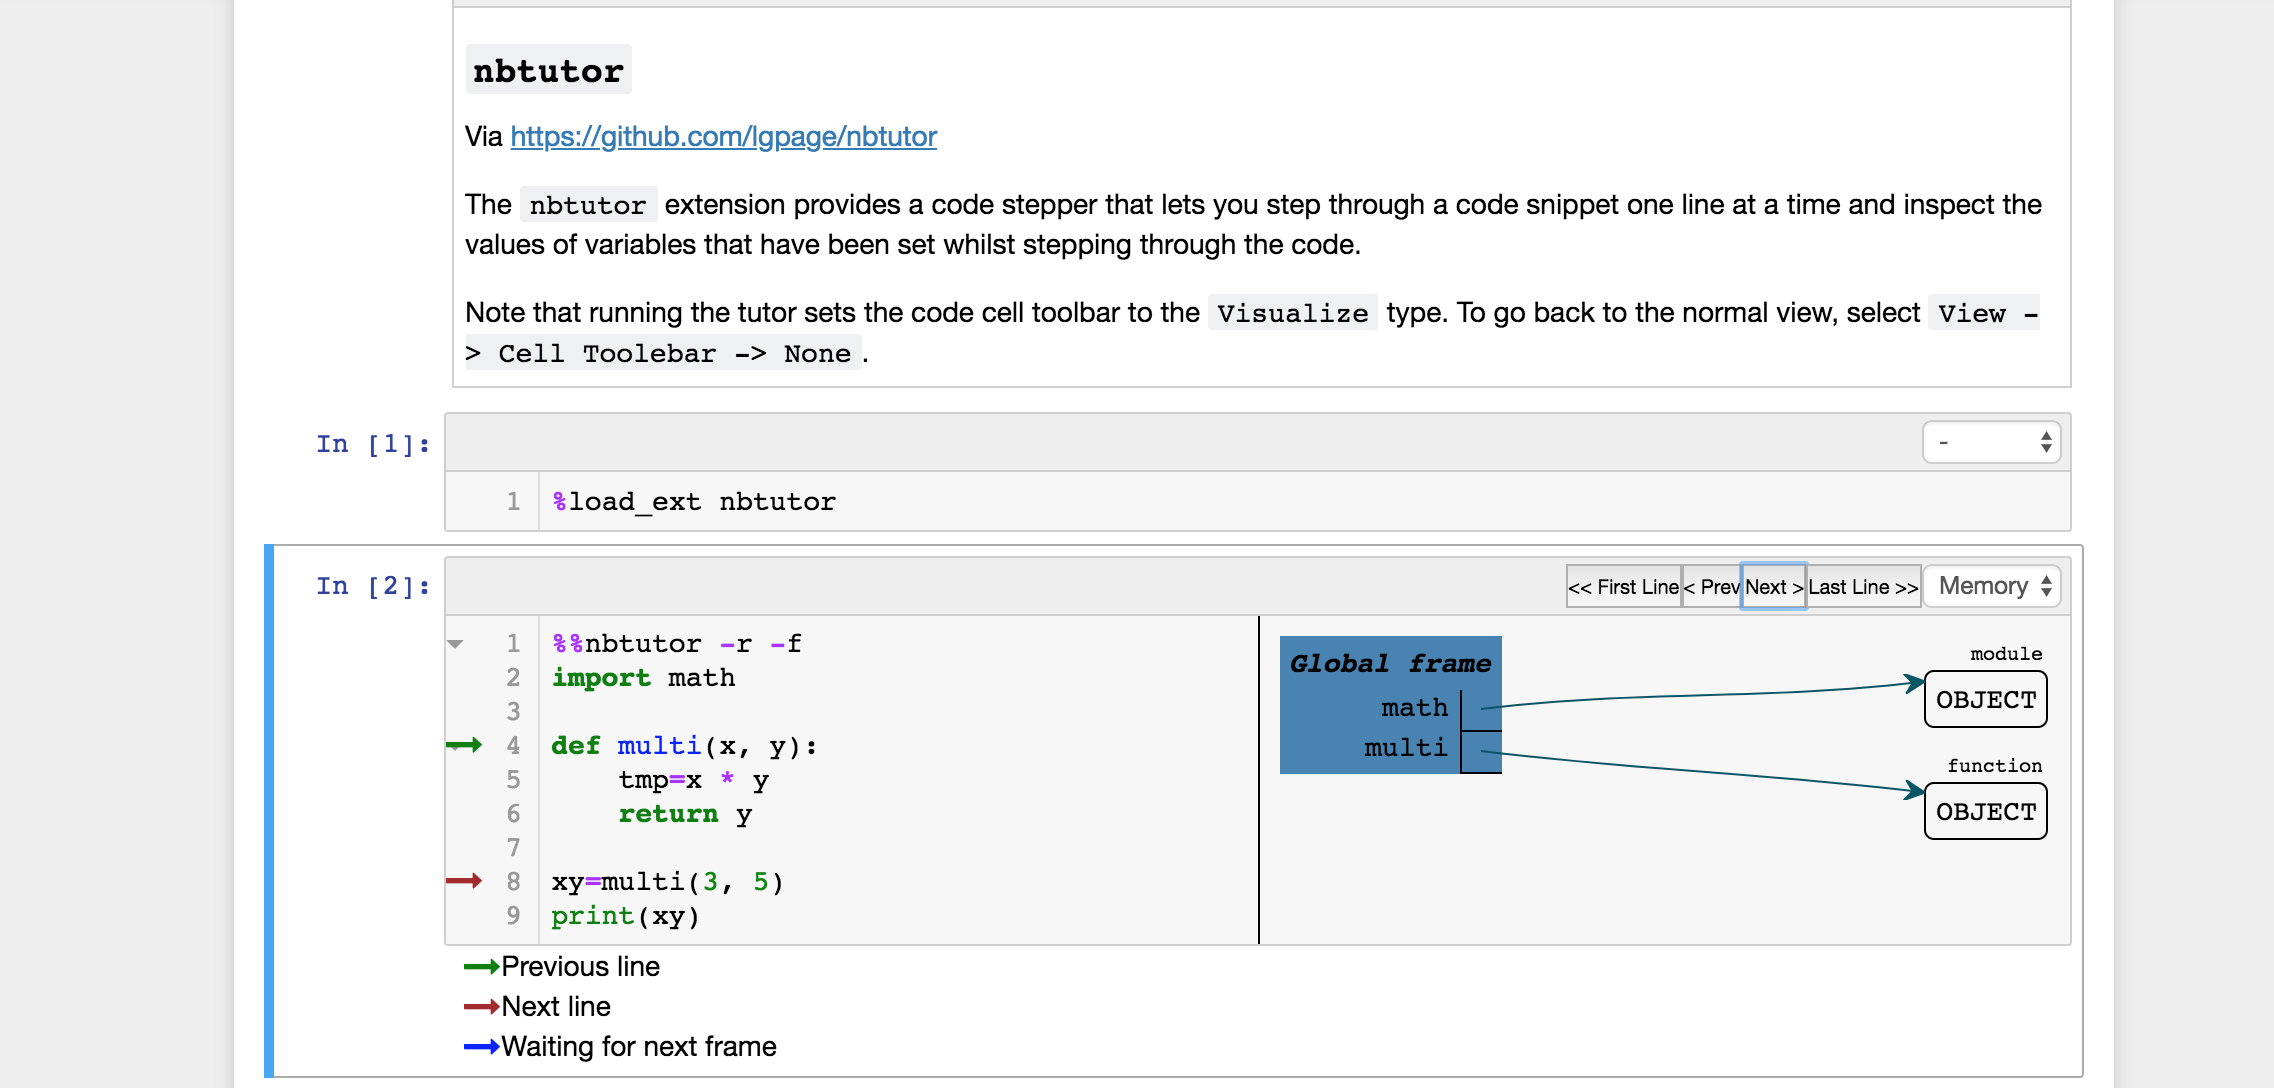 nbtutor
Via https://github.com/lgpage/nbtutor
The nbtutor extension provides a code stepper that lets you step through a code snippet one line at a time and inspect the
values of variables that have been set whilst stepping through the code.
Note that running the tutor sets the code cell toolbar to the Visualize type. To go back to the normal view, select View -
> Cell Toolebar -> None.
In [1]:
-
1 %load_ext nbtutor
In [2]:
<< First Line < Prev Next > Last Line >> Memory
1 %%nbtutor -r -f
2 import math
3
4 def multi(x, y):
5     tmp=x * y
6     return y
7
8 xy=multi(3, 5)
9 print(xy)
Global frame
math
multi
module
OBJECT
function
OBJECT
Previous line
Next line
Waiting for next frame